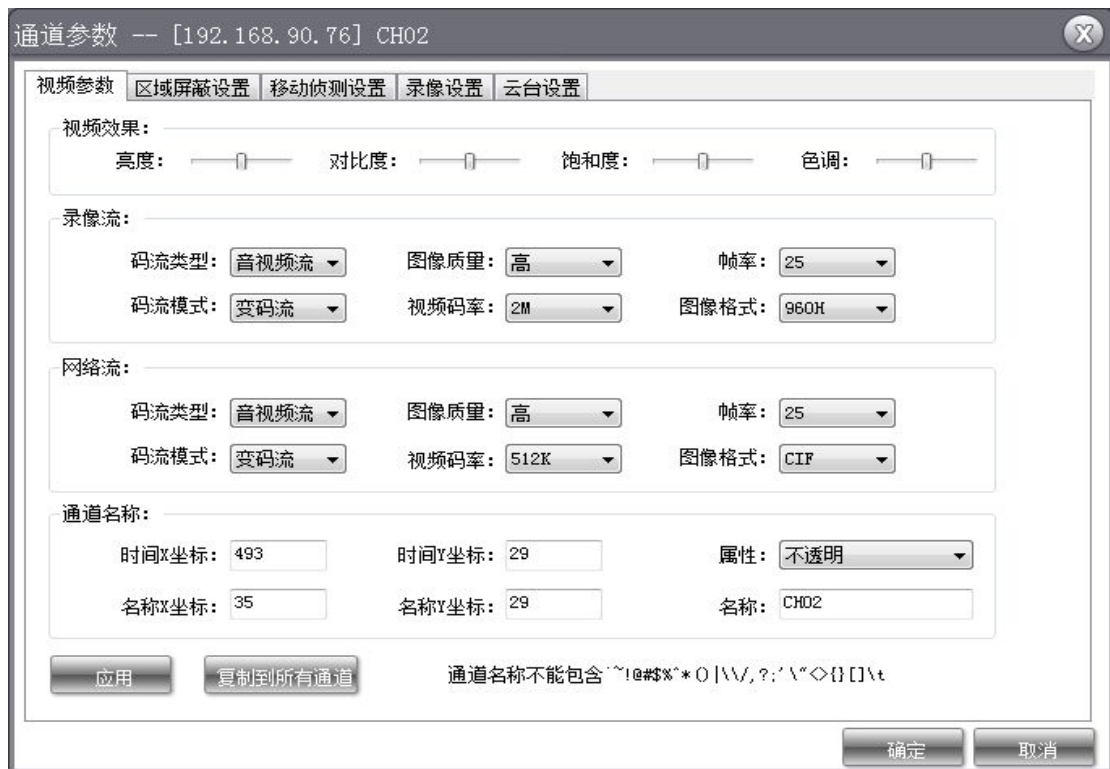 通道参数 -- [192.168.90.76] CH02
视频参数 区域屏蔽设置 移动侦测设置 录像设置 云台设置
视频效果:
亮度: 对比度: 饱和度: 色调:
录像流:
码流类型: 音视频流 图像质量: 高 帧率: 25
码流模式: 变码流 视频码率: 2M 图像格式: 960H
网络流:
码流类型: 音视频流 图像质量: 高 帧率: 25
码流模式: 变码流 视频码率: 512K 图像格式: CIF
通道名称:
时间X坐标: 493 时间Y坐标: 29 属性: 不透明
名称X坐标: 35 名称Y坐标: 29 名称: CH02
应用 复制到所有通道 通道名称不能包含`~!@#$%^*()|\\/,?;'\"<>{}[]\t
确定 取消